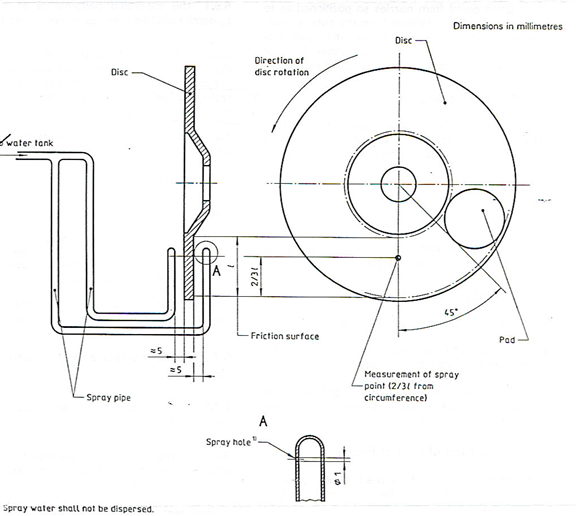 Dimensions in millimetres
Disc
Direction of
disc rotation
Disc
water tank
A
l
2/3l
45°
Friction surface
Pad
≈5
≈5
Measurement of spray
point (2/3l from
circumference)
Spray pipe
A
Spray hole¹⁾
ø 1
Spray water shall not be dispersed.